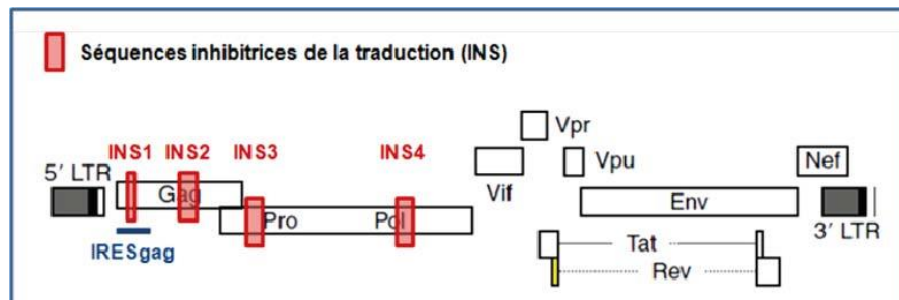 Séquences inhibitrices de la traduction (INS)
INS1 INS2 INS3 INS4
5' LTR
Gag
Pro Pol
IRESgag
Vif
Vpr
Vpu
Env
Nef
3' LTR
Tat
Rev